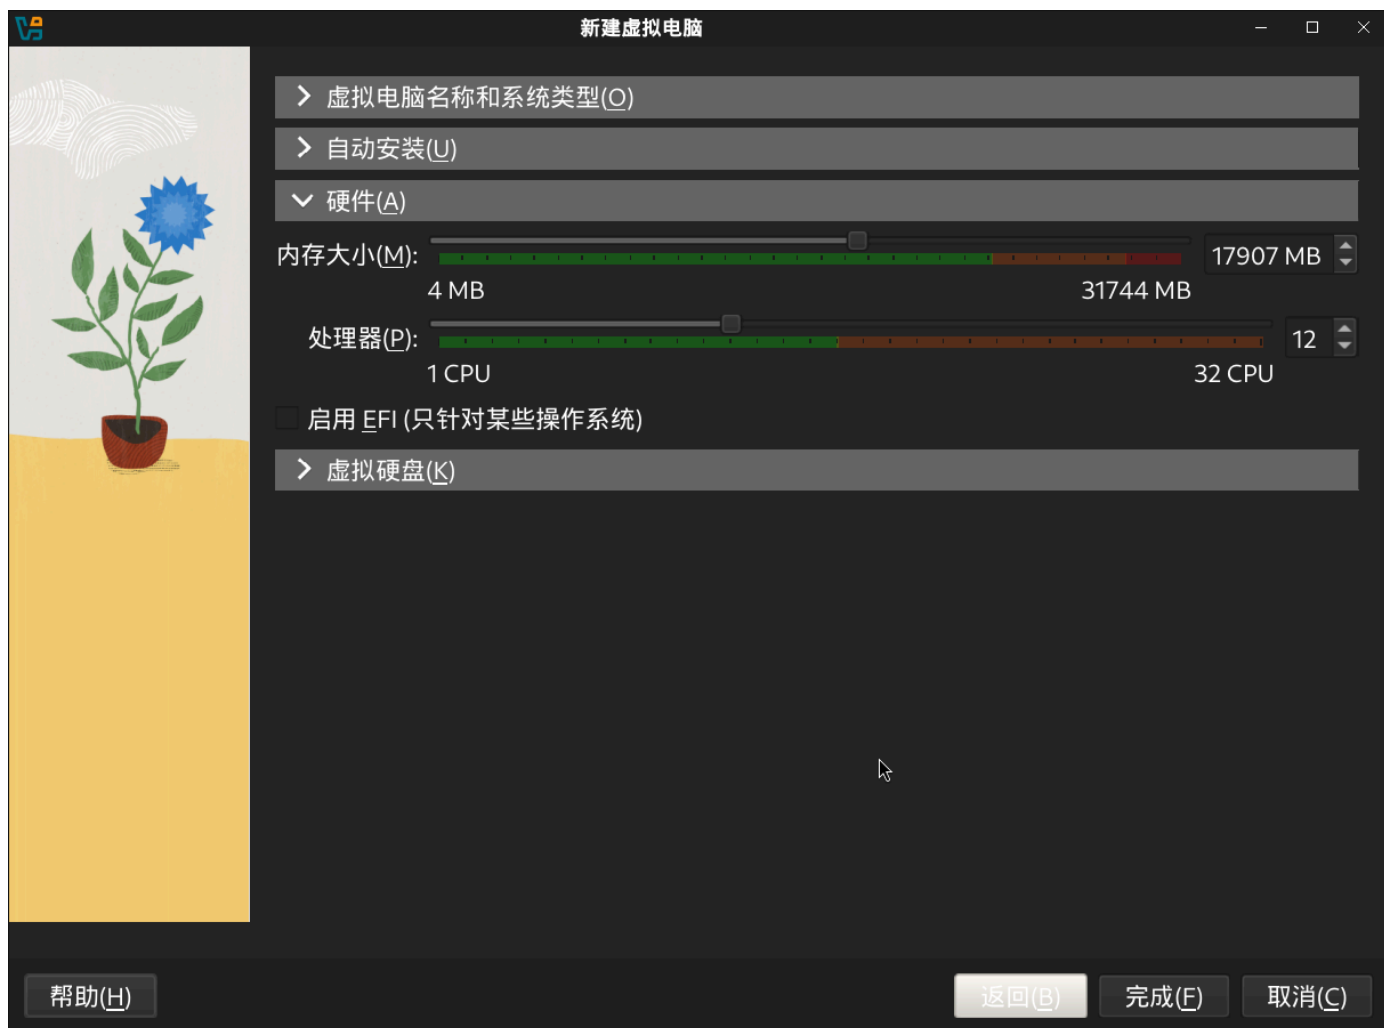 新建虚拟电脑
虚拟电脑名称和系统类型(O)
自动安装(U)
硬件(A)
内存大小(M):
17907 MB
4 MB
31744 MB
处理器(P):
12
1 CPU
32 CPU
启用 EFI (只针对某些操作系统)
虚拟硬盘(K)
帮助(H)
返回(B)
完成(F)
取消(C)